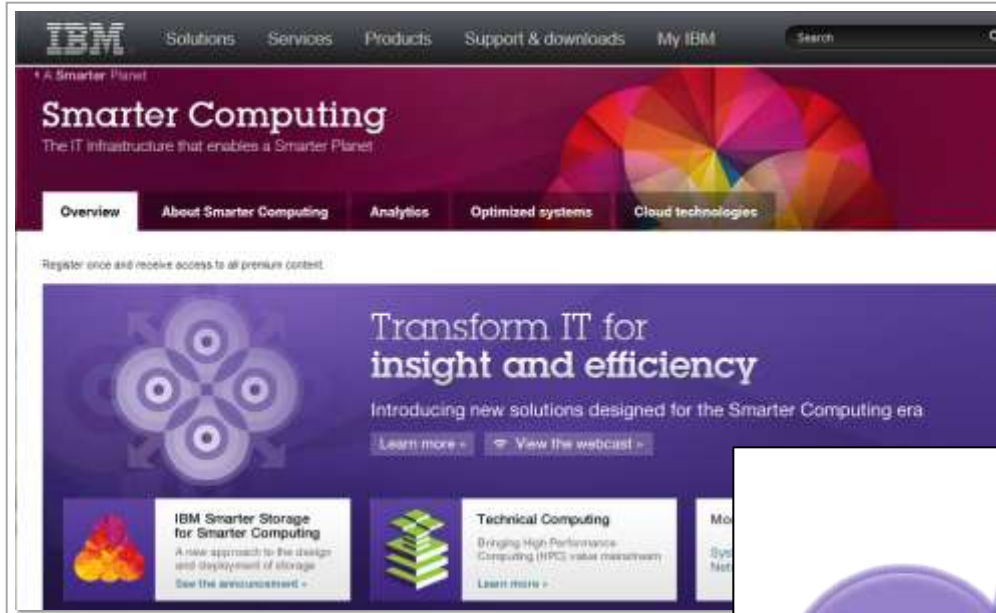 IBM
Solutions Services Products Support & downloads My IBM Search
A Smarter Planet
Smarter Computing
The IT infrastructure that enables a Smarter Planet
Overview About Smarter Computing Analytics Optimized systems Cloud technologies
Register once and receive access to all premium content.
Transform IT for
insight and efficiency
Introducing new solutions designed for the Smarter Computing era
Learn more » View the webcast »
IBM Smarter Storage
for Smarter Computing
A new approach to the design
and deployment of storage
See the announcement »
Technical Computing
Bringing High Performance
Computing (HPC) value mainstream
Learn more »